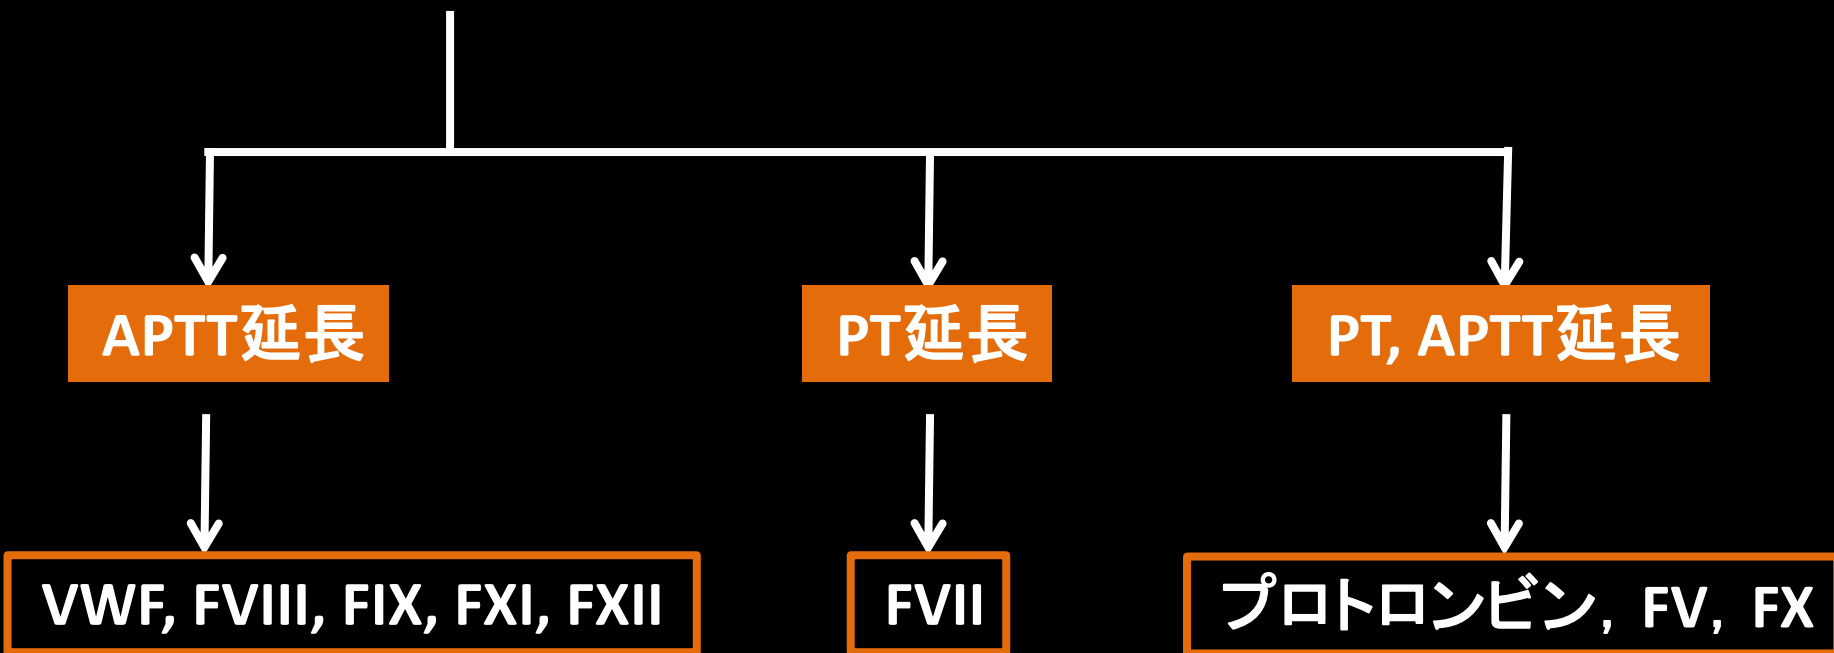 APTT延長
PT延長
PT, APTT延長
VWF, FVIII, FIX, FXI, FXII
FVII
プロトロンビン, FV, FX